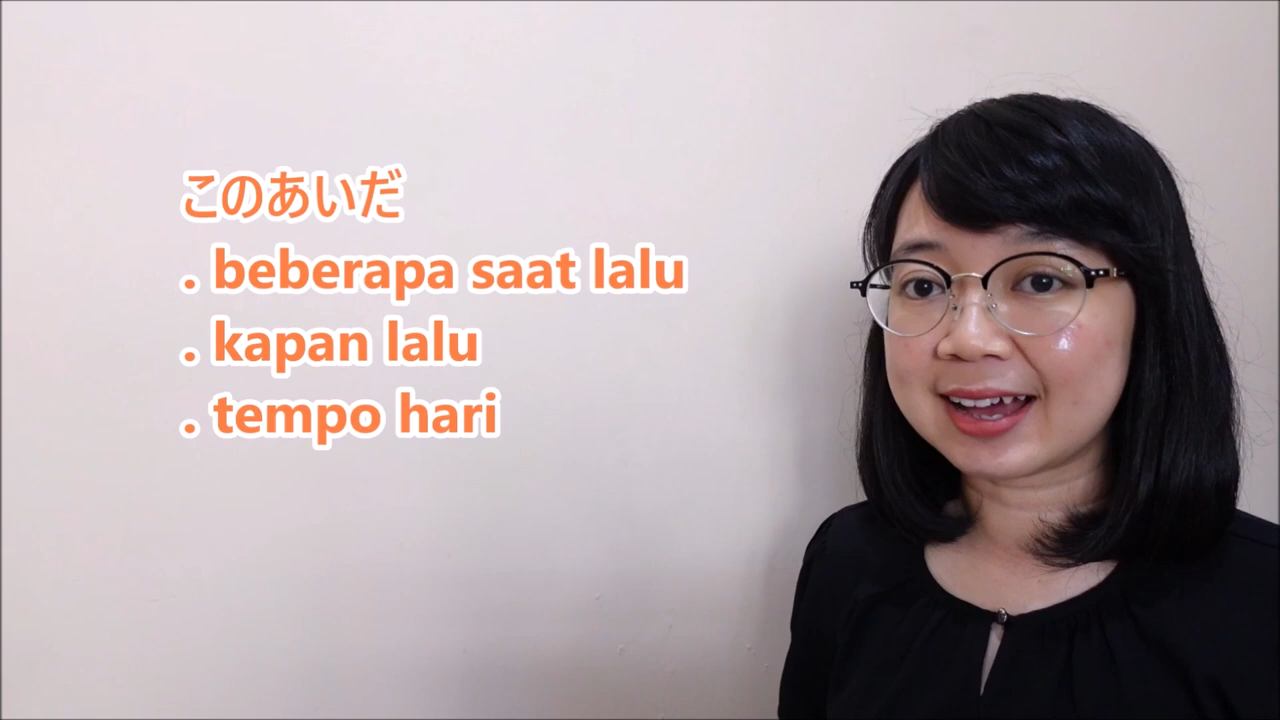 このあいだ
. beberapa saat lalu
. kapan lalu
. tempo hari